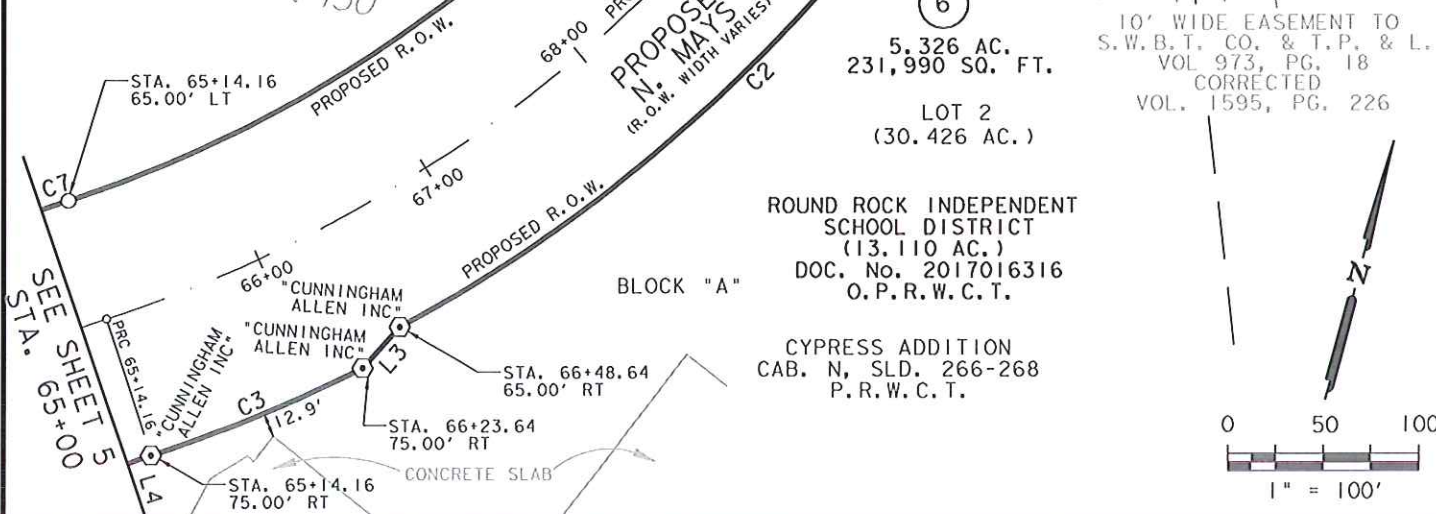 STA. 65+14.16
65.00' LT
PROPOSED R.O.W.
68+00
PROPOSED
N. MAYS
(R.O.W. WIDTH VARIES)
C2
6
5.326 AC.
231,990 SQ. FT.
LOT 2
(30.426 AC.)
10' WIDE EASEMENT TO
S.W.B.T. CO. & T.P. & L.
VOL 973, PG. 18
CORRECTED
VOL. 1595, PG. 226
C7
67+00
66+00
PROPOSED R.O.W.
BLOCK "A"
ROUND ROCK INDEPENDENT
SCHOOL DISTRICT
(13.110 AC.)
DOC. No. 2017016316
O.P.R.W.C.T.
CYPRESS ADDITION
CAB. N, SLD. 266-268
P.R.W.C.T.
N
0 50 100
1" = 100'
SEE SHEET 5
STA. 65+00
PRC 65+14.16
"CUNNINGHAM
ALLEN INC"
"CUNNINGHAM
ALLEN INC"
"CUNNINGHAM
ALLEN INC"
L3
STA. 66+48.64
65.00' RT
C3
12.9'
STA. 66+23.64
75.00' RT
CONCRETE SLAB
L4
STA. 65+14.16
75.00' RT